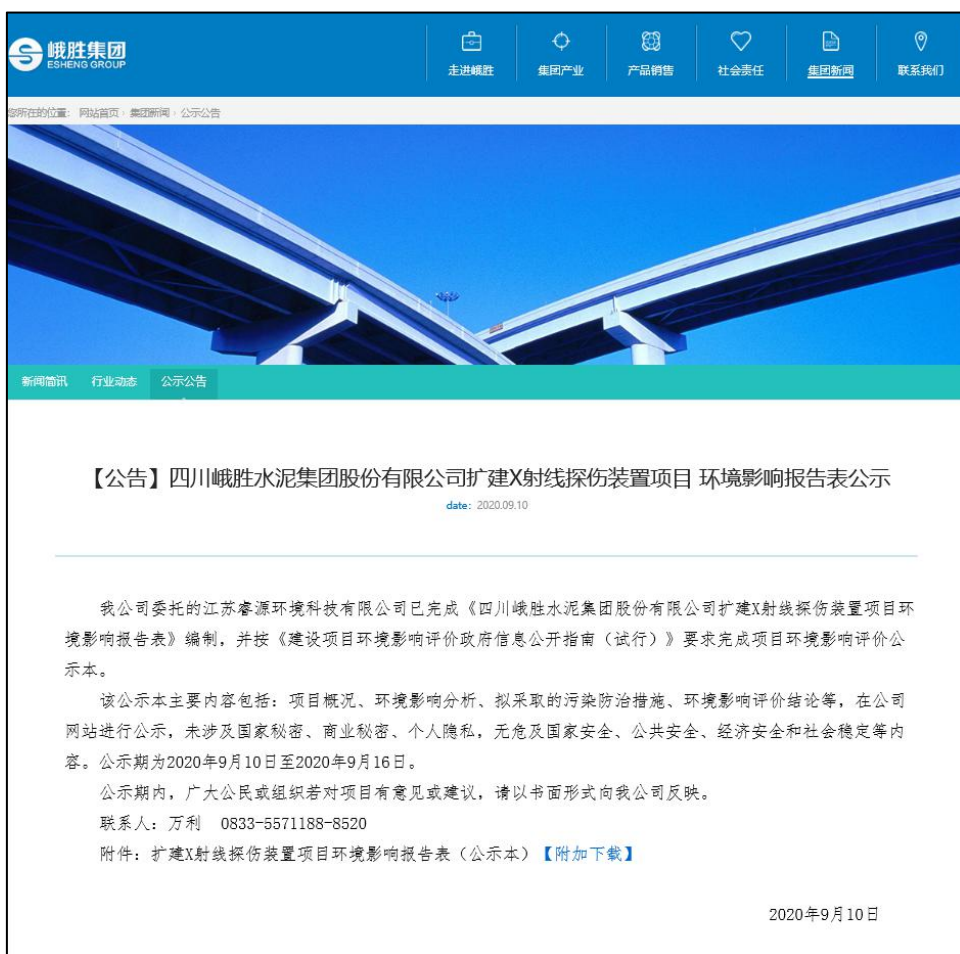 峨胜集团
ESHENG GROUP
走进峨胜
集团产业
产品销售
社会责任
集团新闻
联系我们
您所在的位置： 网站首页 › 集团新闻 › 公示公告
新闻简讯 行业动态 公示公告
【公告】四川峨胜水泥集团股份有限公司扩建X射线探伤装置项目 环境影响报告表公示
date: 2020.09.10
我公司委托的江苏睿源环境科技有限公司已完成《四川峨胜水泥集团股份有限公司扩建X射线探伤装置项目环
境影响报告表》编制，并按《建设项目环境影响评价政府信息公开指南（试行）》要求完成项目环境影响评价公
示本。
该公示本主要内容包括：项目概况、环境影响分析、拟采取的污染防治措施、环境影响评价结论等，在公司
网站进行公示，未涉及国家秘密、商业秘密、个人隐私，无危及国家安全、公共安全、经济安全和社会稳定等内
容。公示期为2020年9月10日至2020年9月16日。
公示期内，广大公民或组织若对项目有意见或建议，请以书面形式向我公司反映。
联系人：万利 0833-5571188-8520
附件：扩建X射线探伤装置项目环境影响报告表（公示本）【附加下载】
2020年9月10日